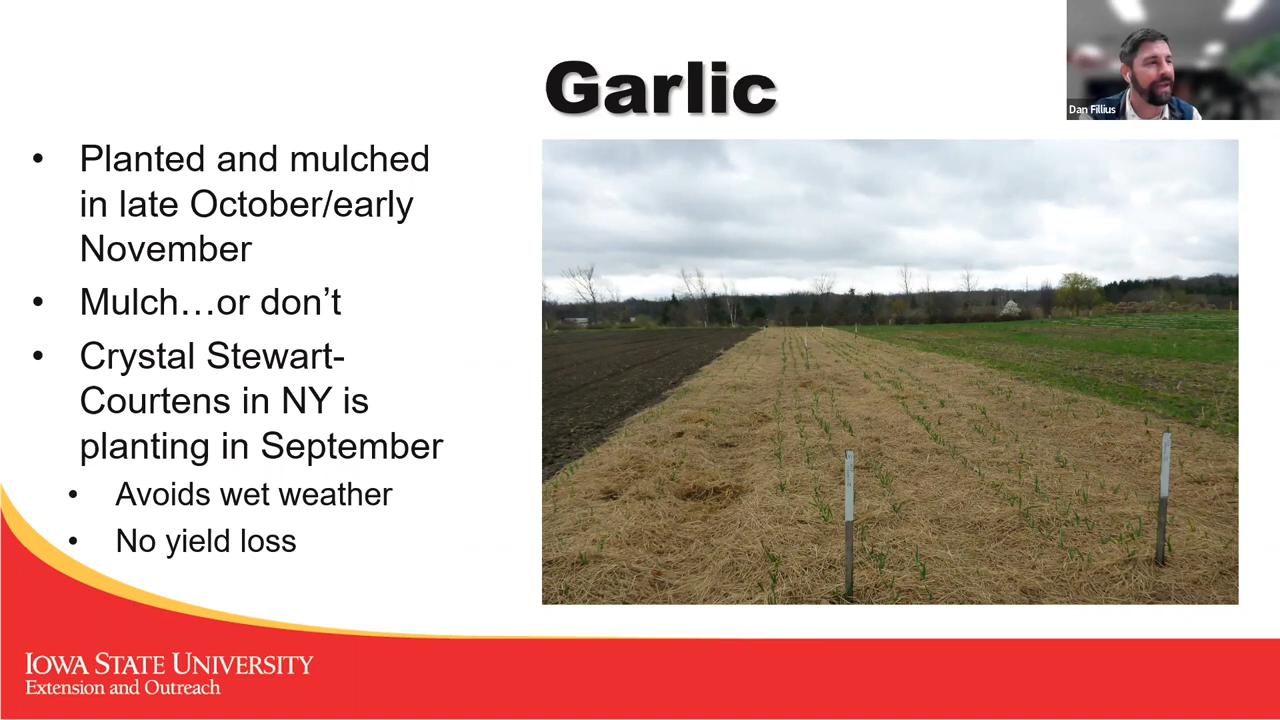 Garlic
Dan Fillius
• Planted and mulched
in late October/early
November
• Mulch…or don’t
• Crystal Stewart-
Courtens in NY is
planting in September
• Avoids wet weather
• No yield loss
IOWA STATE UNIVERSITY
Extension and Outreach